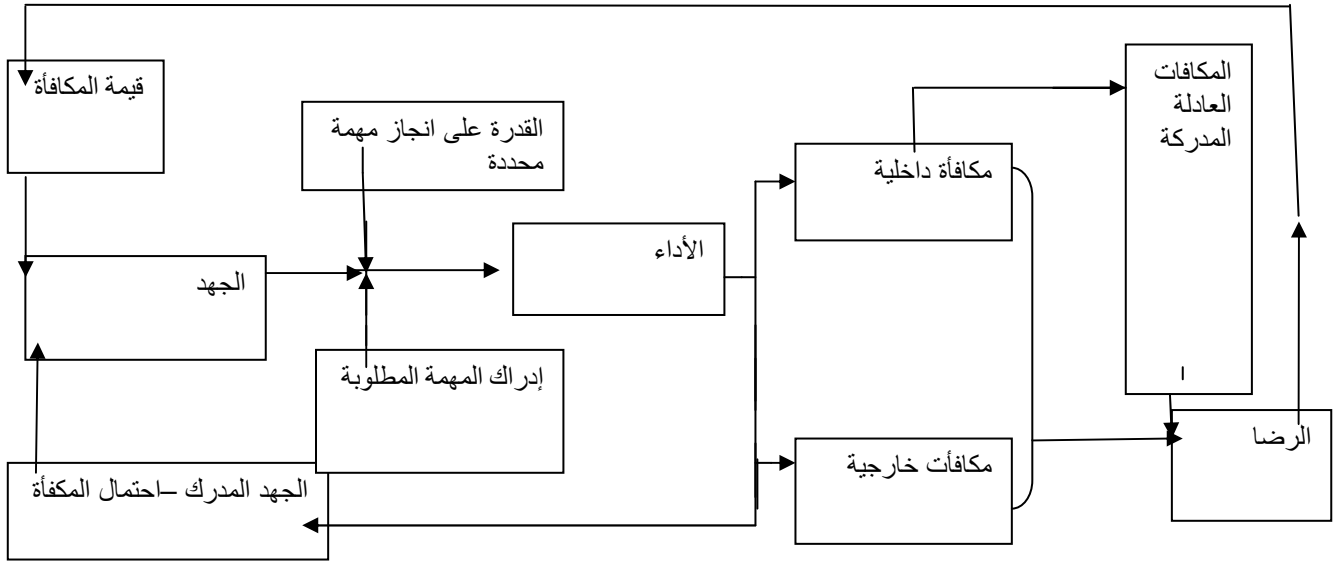 قيمة المكافأة
القدرة على انجاز مهمة
محددة
المكافات
العادلة
المدركة
ا
مكافأة داخلية
الأداء
الجهد
إدراك المهمة المطلوبة
الرضا
مكافأت خارجية
الجهد المدرك –احتمال المكفأة